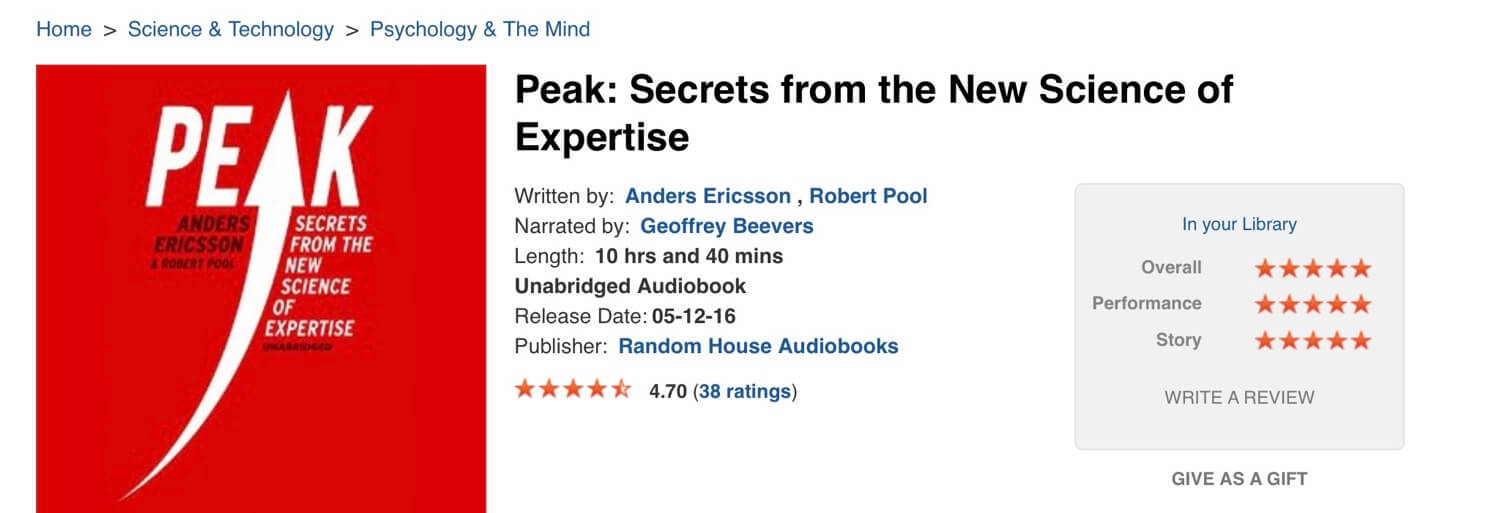 Home > Science & Technology > Psychology & The Mind
PEAK
ANDERS
ERICSSON
& ROBERT POOL
SECRETS
FROM THE
NEW
SCIENCE
OF
EXPERTISE
UNABRIDGED
Peak: Secrets from the New Science of
Expertise
Written by: Anders Ericsson , Robert Pool
Narrated by: Geoffrey Beevers
Length: 10 hrs and 40 mins
Unabridged Audiobook
Release Date: 05-12-16
Publisher: Random House Audiobooks
4.70 (38 ratings)
In your Library
Overall
Performance
Story
WRITE A REVIEW
GIVE AS A GIFT